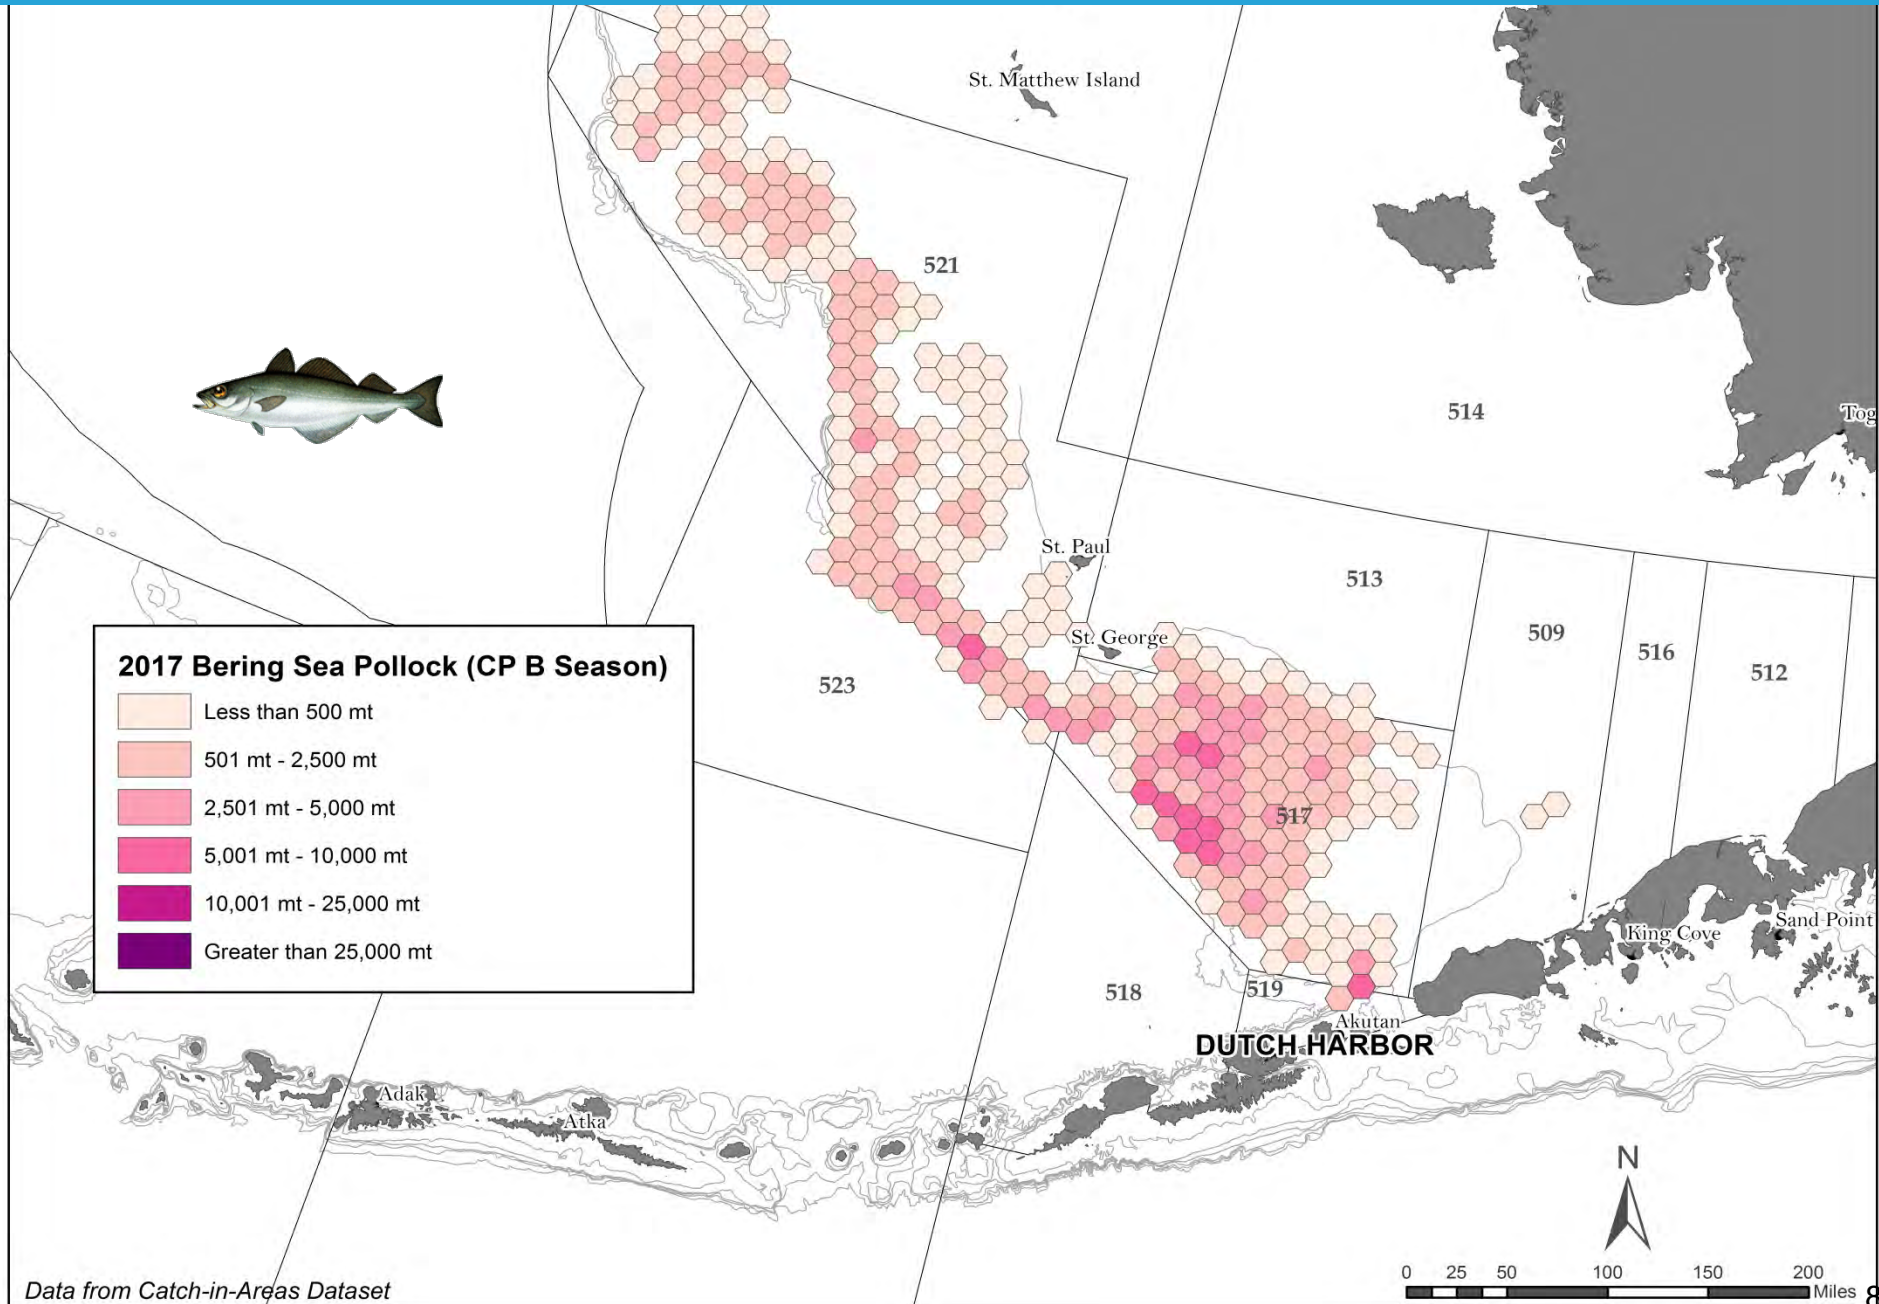 St. Matthew Island
521
514
Tog
St. Paul
513
509
516
512
St. George
523
2017 Bering Sea Pollock (CP B Season)
Less than 500 mt
501 mt - 2,500 mt
2,501 mt - 5,000 mt
5,001 mt - 10,000 mt
10,001 mt - 25,000 mt
Greater than 25,000 mt
517
Sand Point
King Cove
518
519
Akutan
DUTCH HARBOR
Adak
Atka
N
0 25 50 100 150 200
Miles
8
Data from Catch-in-Areas Dataset